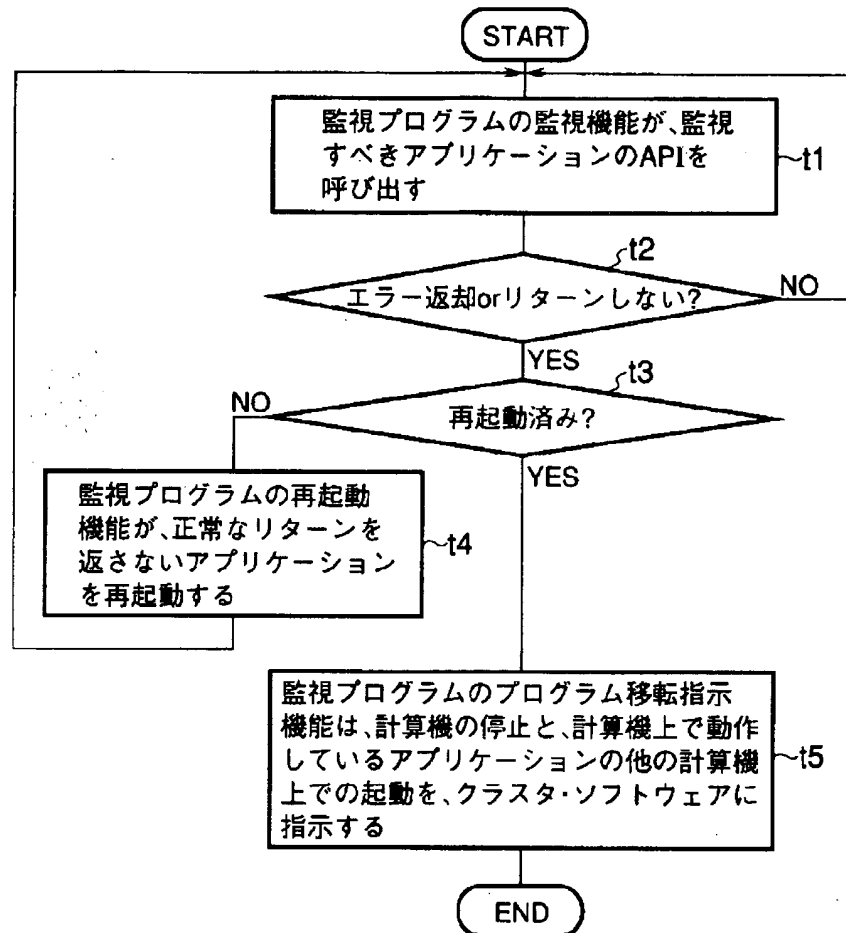 START
監視プログラムの監視機能が、監視
すべきアプリケーションのAPIを
呼び出す
t1
t2
エラー返却orリターンしない?
NO
YES
t3
NO
再起動済み?
YES
監視プログラムの再起動
機能が、正常なリターンを
返さないアプリケーション
を再起動する
t4
監視プログラムのプログラム移転指示
機能は、計算機の停止と、計算機上で動作
しているアプリケーションの他の計算機
上での起動を、クラスタ・ソフトウェアに
指示する
t5
END